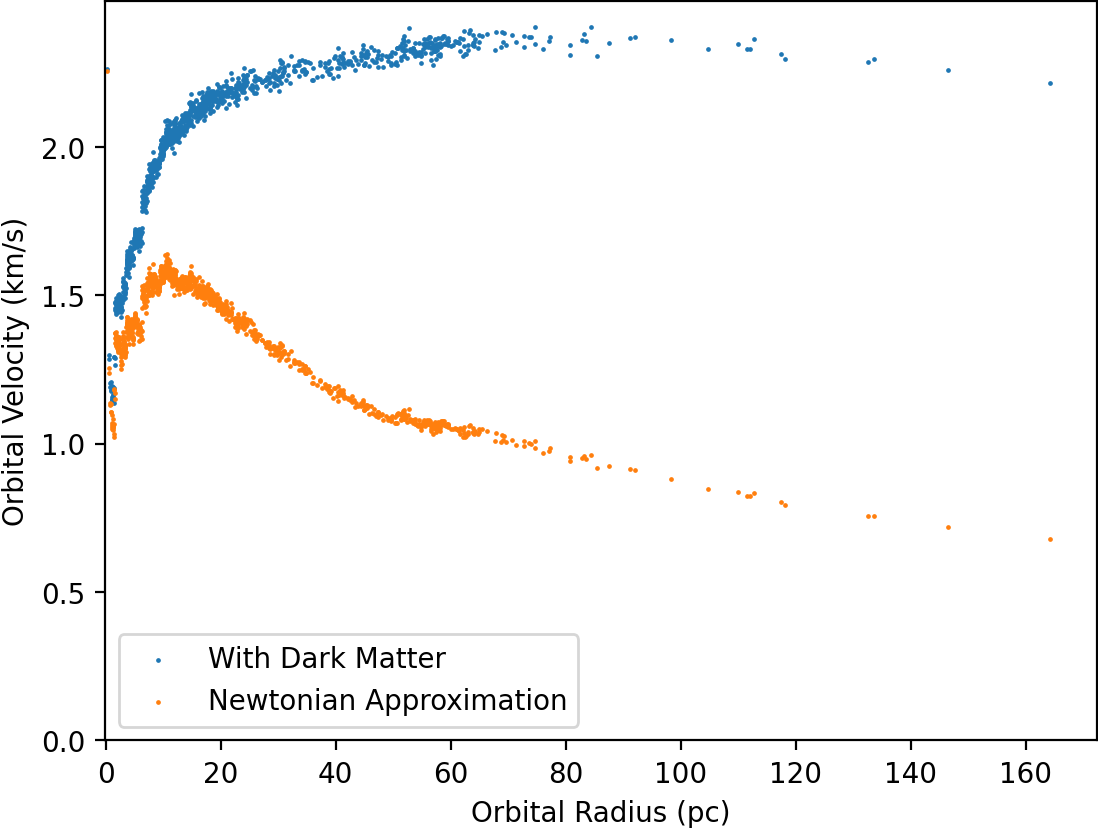 Orbital Velocity (km/s)
2.0
1.5
1.0
0.5
0.0
With Dark Matter
Newtonian Approximation
0 20 40 60 80 100 120 140 160
Orbital Radius (pc)